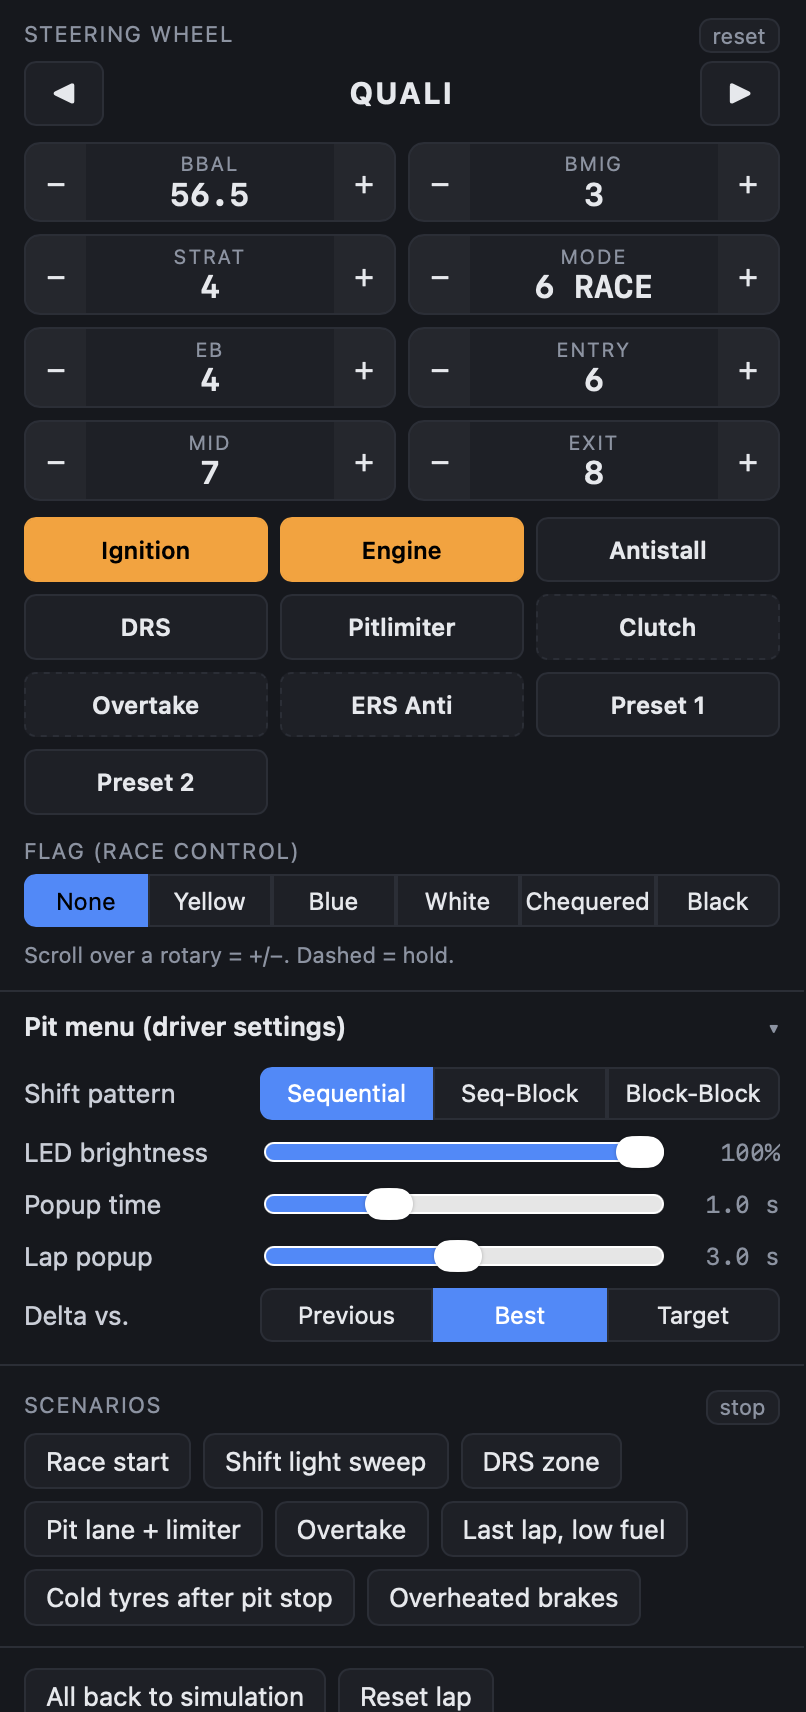 STEERING WHEEL reset
◀ QUALI ▶
BBAL BMIG
− 56.5 + − 3 +
STRAT MODE
− 4 + − 6 RACE +
EB ENTRY
− 4 + − 6 +
MID EXIT
− 7 + − 8 +
Ignition Engine Antistall
DRS Pitlimiter Clutch
Overtake ERS Anti Preset 1
Preset 2
FLAG (RACE CONTROL)
None Yellow Blue White Chequered Black
Scroll over a rotary = +/−. Dashed = hold.
Pit menu (driver settings) ▾
Shift pattern Sequential Seq-Block Block-Block
LED brightness 100%
Popup time 1.0 s
Lap popup 3.0 s
Delta vs. Previous Best Target
SCENARIOS stop
Race start Shift light sweep DRS zone
Pit lane + limiter Overtake Last lap, low fuel
Cold tyres after pit stop Overheated brakes
All back to simulation Reset lap